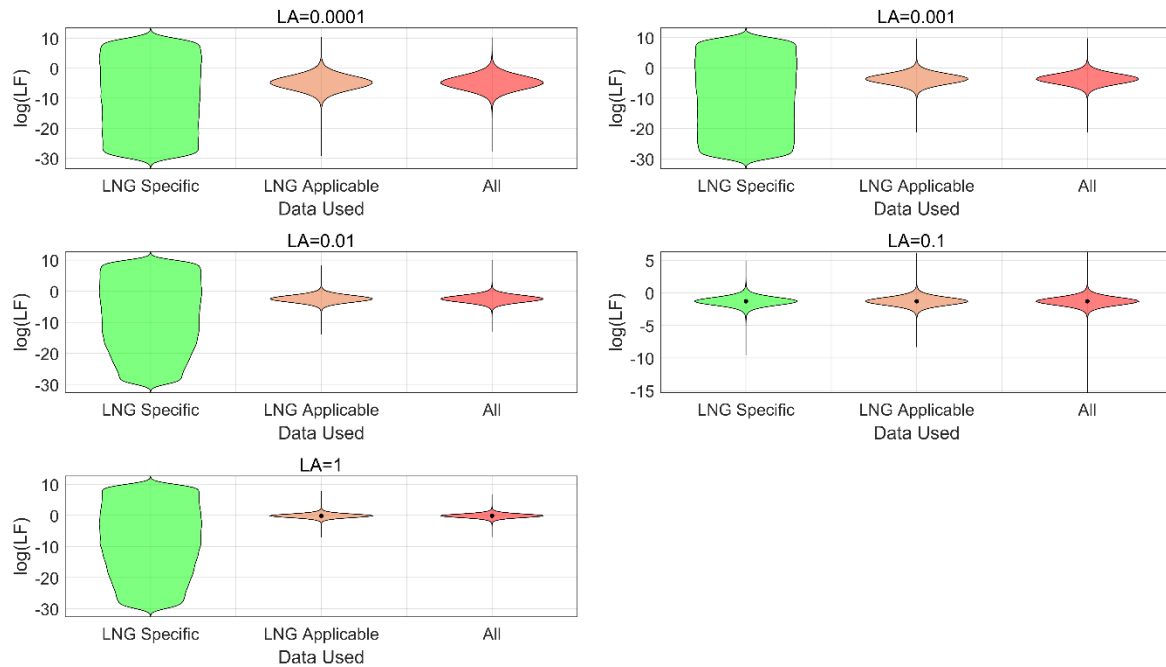 LA=0.0001
10
0
-10
-20
-30
log(LF)
LNG Specific
LNG Applicable
All
Data Used
LA=0.001
10
0
-10
-20
-30
log(LF)
LNG Specific
LNG Applicable
All
Data Used
LA=0.01
10
0
-10
-20
-30
log(LF)
LNG Specific
LNG Applicable
All
Data Used
LA=0.1
5
0
-5
-10
-15
log(LF)
LNG Specific
LNG Applicable
All
Data Used
LA=1
10
0
-10
-20
-30
log(LF)
LNG Specific
LNG Applicable
All
Data Used